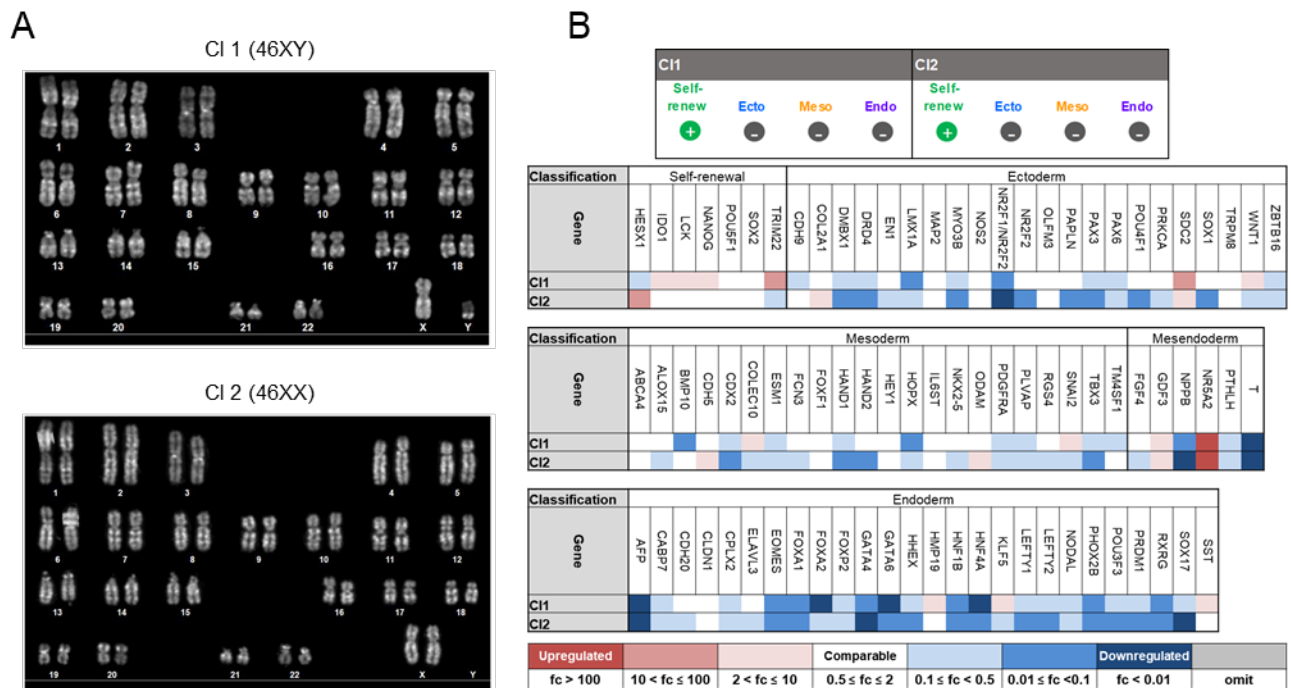 A
Cl 1 (46XY)
1 2 3 4 5
6 7 8 9 10 11 12
13 14 15 16 17 18
19 20 21 22 X Y
Cl 2 (46XX)
1 2 3 4 5
6 7 8 9 10 11 12
13 14 15 16 17 18
19 20 21 22 X Y
B
Cl1 Cl2
Self-renew Ecto Meso Endo Self-renew Ecto Meso Endo
+ - - - + - - -
Classification Self-renewal Ectoderm
Gene HESX1 IDO1 LCK NANOG POU5F1 SOX2 TRIM22 CDH9 COL2A1 DMBX1 DRD4 EN1 LMX1A MAP2 MYO3B NOS2 NR2F1/NR2F2 NR2F2 OLFM3 PAPLN PAX3 PAX6 POU4F1 PRKCA SDC2 SOX1 TRPM8 WNT1 ZBTB16
Cl1
Cl2
Classification Mesoderm Mesendoderm
Gene ABCA4 ALOX15 BMP10 CDH5 CDX2 COLEC10 ESM1 FCN3 FOXF1 HAND1 HAND2 HEY1 HOPX IL6ST NKX2-5 ODAM PDGFRA PLVAP RGS4 SNAI2 TBX3 TM4SF1 FGF4 GDF3 NPPB NR5A2 PTHLH T
Cl1
Cl2
Classification Endoderm
Gene AFP CABP7 CDH20 CLDN1 CPLX2 ELAVL3 EOMES FOXA1 FOXA2 FOXP2 GATA4 GATA6 HHEX HMP19 HNF1B HNF4A KLF5 LEFTY1 LEFTY2 NODAL PHOX2B POU3F3 PRDM1 RXRG SOX17 SST
Cl1
Cl2
Upregulated Comparable Downregulated
fc > 100 10 < fc ≤ 100 2 < fc ≤ 10 0.5 ≤ fc ≤ 2 0.1 ≤ fc < 0.5 0.01 ≤ fc <0.1 fc < 0.01 omit